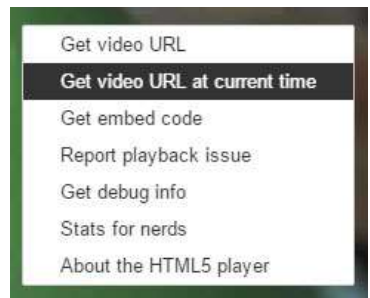 Get video URL
Get video URL at current time
Get embed code
Report playback issue
Get debug info
Stats for nerds
About the HTML5 player